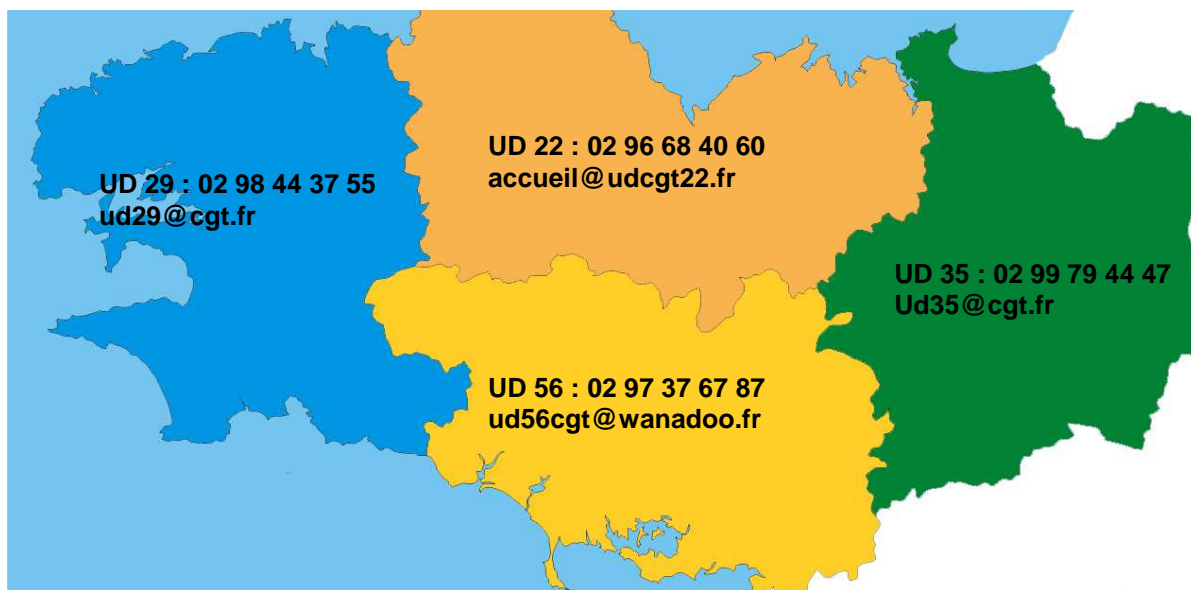 UD 22 : 02 96 68 40 60
accueil@udcgt22.fr
UD 29 : 02 98 44 37 55
ud29@cgt.fr
UD 35 : 02 99 79 44 47
Ud35@cgt.fr
UD 56 : 02 97 37 67 87
ud56cgt@wanadoo.fr